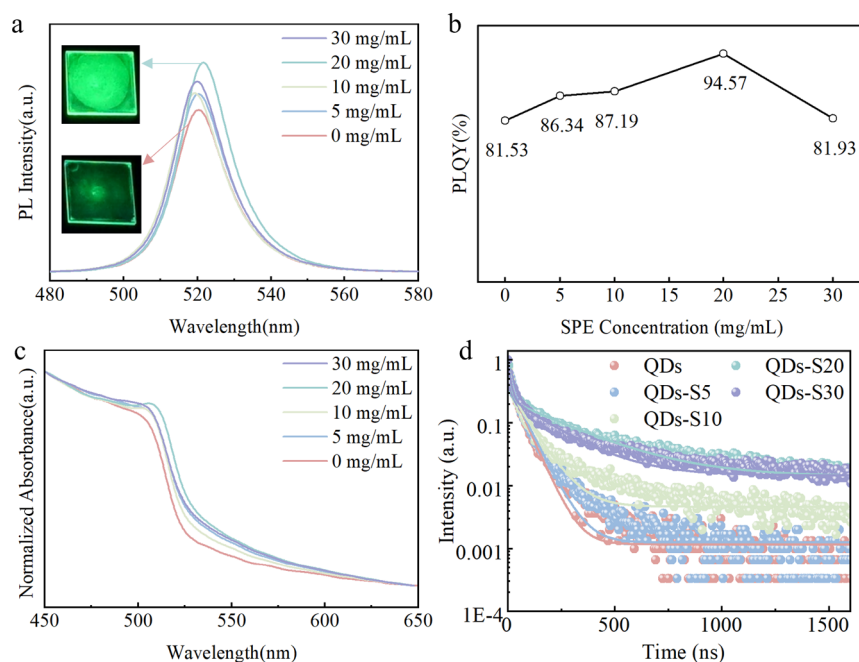 a
PL Intensity(a.u.)
30 mg/mL
20 mg/mL
10 mg/mL
5 mg/mL
0 mg/mL
480 500 520 540 560 580
Wavelength(nm)
b
PLQY(%)
81.53
86.34
87.19
94.57
81.93
0 5 10 20 30
SPE Concentration (mg/mL)
c
Normalized Absorbance(a.u.)
30 mg/mL
20 mg/mL
10 mg/mL
5 mg/mL
0 mg/mL
450 500 550 600 650
Wavelength(nm)
d
Intensity (a.u.)
1
0.1
0.01
0.001
1E-4
QDs QDs-S20
QDs-S5 QDs-S30
QDs-S10
0 500 1000 1500
Time (ns)